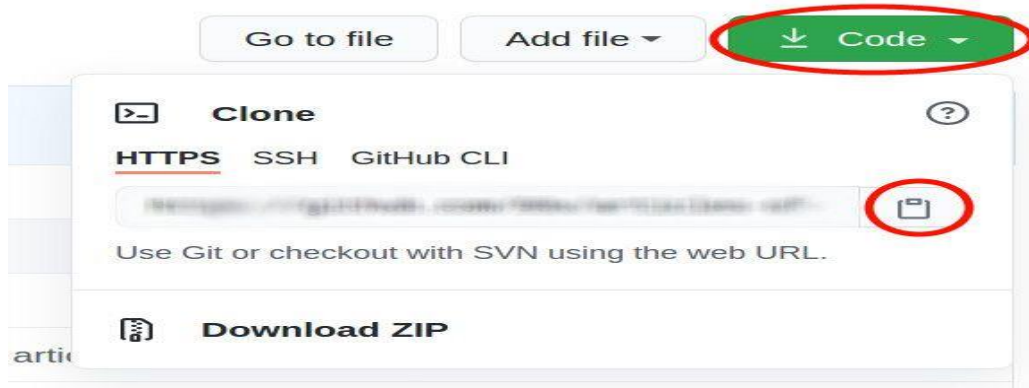 Go to file Add file Code
Clone
HTTPS SSH GitHub CLI
Use Git or checkout with SVN using the web URL.
Download ZIP